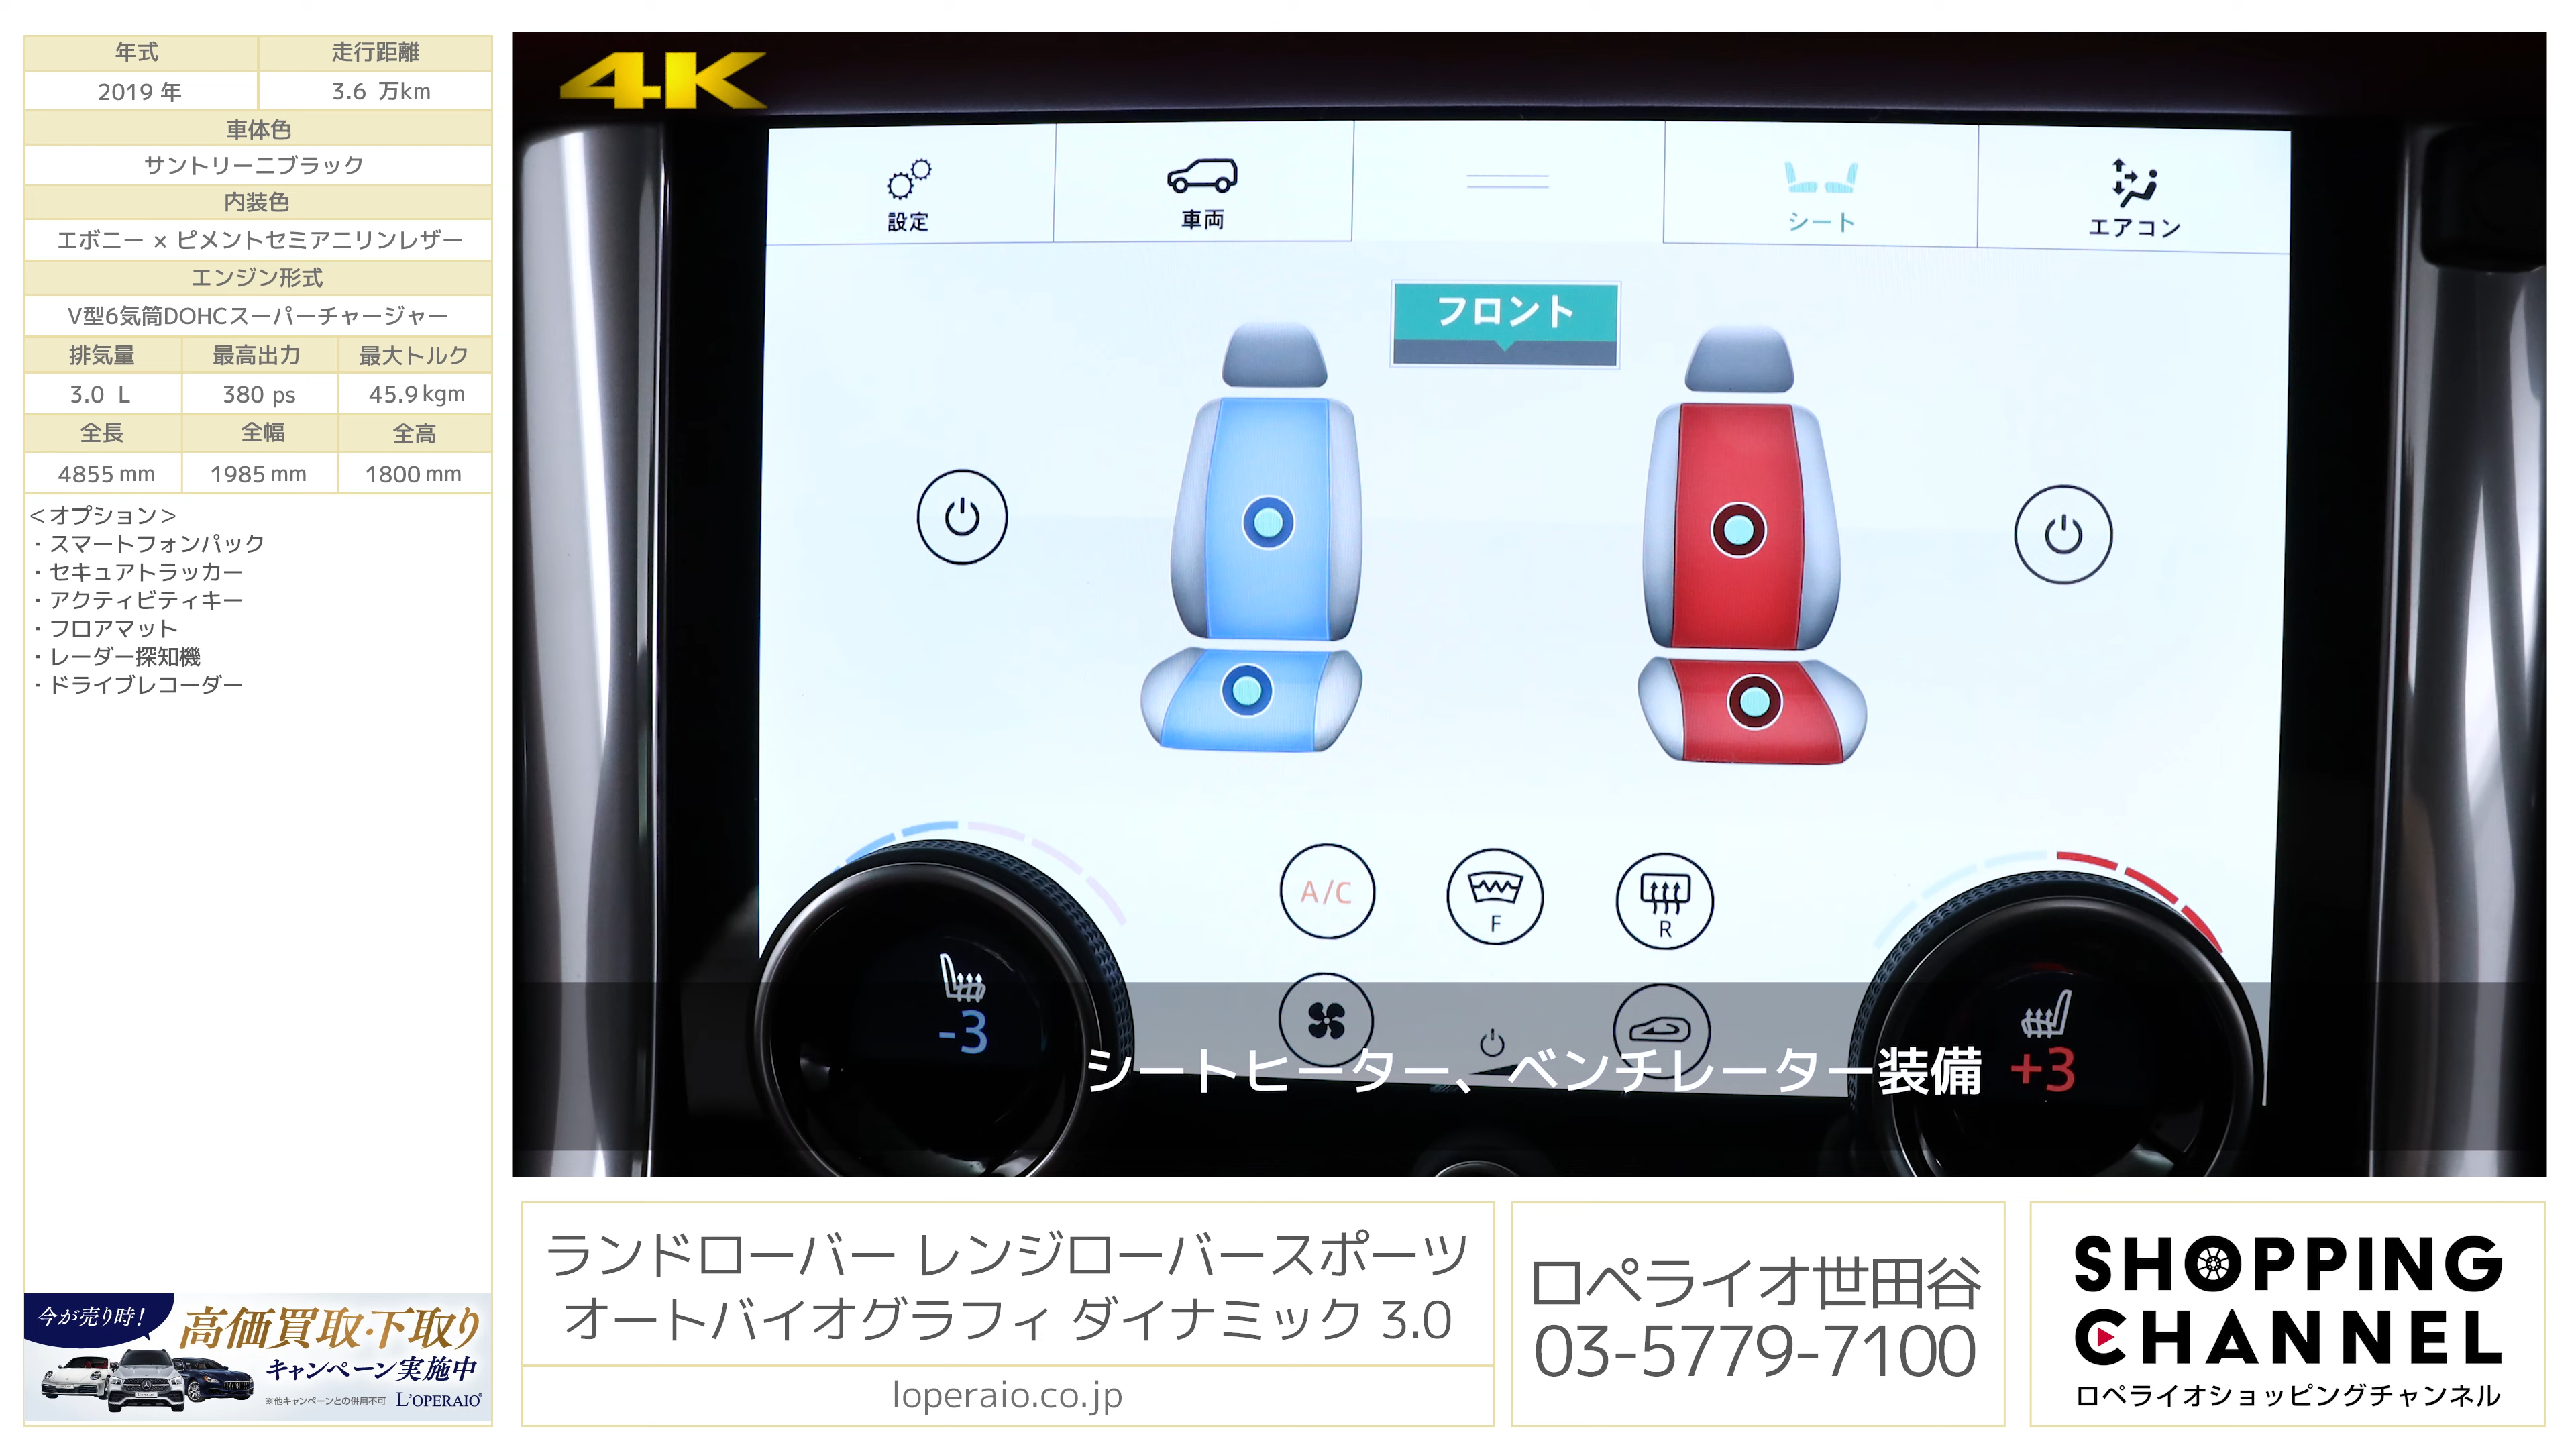 年式 走行距離
2019 年 3.6 万km
車体色
サントリーニブラック
内装色
エボニー × ピメントセミアニリンレザー
エンジン形式
V型6気筒DOHCスーパーチャージャー
排気量 最高出力 最大トルク
3.0 L 380 ps 45.9 kgm
全長 全幅 全高
4855 mm 1985 mm 1800 mm
＜オプション＞
・スマートフォンパック
・セキュアトラッカー
・アクティビティキー
・フロアマット
・レーダー探知機
・ドライブレコーダー
今が売り時！
高価買取・下取り
キャンペーン実施中
※他キャンペーンとの併用不可 L'OPERAIO
4K
設定 車両 シート エアコン
フロント
A/C F R
-3
+3
シートヒーター、ベンチレーター装備
ランドローバー レンジローバースポーツ
オートバイオグラフィ ダイナミック 3.0
loperaio.co.jp
ロペライオ世田谷
03-5779-7100
SHOPPING
CHANNEL
ロペライオショッピングチャンネル